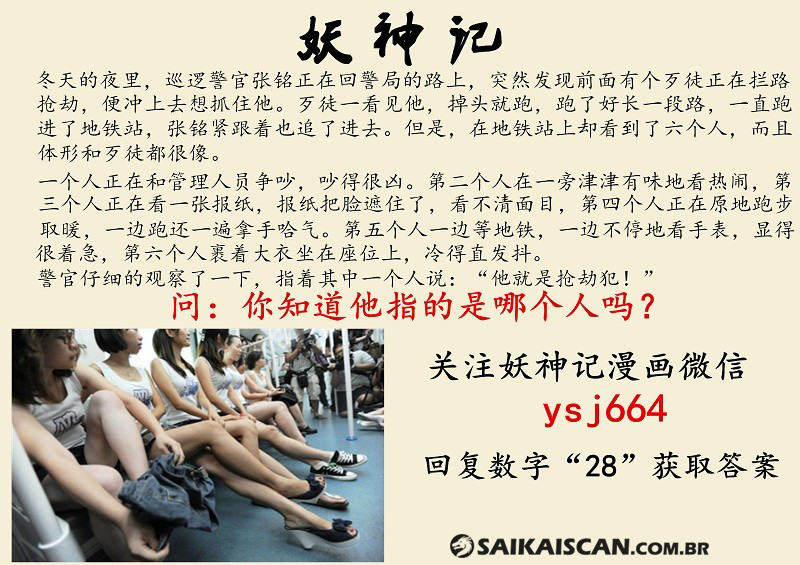 妖神记
冬天的夜里，巡逻警官张铭正在回警局的路上，突然发现前面有个歹徒正在拦路
抢劫，便冲上去想抓住他。歹徒一看见他，掉头就跑，跑了好长一段路，一直跑
进了地铁站，张铭紧跟着也追了进去。但是，在地铁站上却看到了六个人，而且
体形和歹徒都很像。
一个人正在和管理人员争吵，吵得很凶。第二个人在一旁津津有味地看热闹，第
三个人正在看一张报纸，报纸把脸遮住了，看不清面目，第四个人正在原地跑步
取暖，一边跑还一遍拿手哈气。第五个人一边等地铁，一边不停地看手表，显得
很着急，第六个人裹着大衣坐在座位上，冷得直发抖。
警官仔细的观察了一下，指着其中一个人说：“他就是抢劫犯！”
问：你知道他指的是哪个人吗？
关注妖神记漫画微信
ysj664
回复数字“28”获取答案
SAIKAISCAN.COM.BR